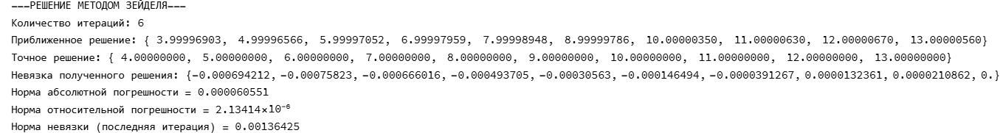 ---РЕШЕНИЕ МЕТОДОМ ЗЕЙДЕЛЯ---
Количество итераций: 6
Приближенное решение: { 3.99996903, 4.99996566, 5.99997052, 6.99997959, 7.99998948, 8.99999786, 10.00000350, 11.00000630, 12.00000670, 13.00000560}
Точное решение: { 4.00000000, 5.00000000, 6.00000000, 7.00000000, 8.00000000, 9.00000000, 10.00000000, 11.00000000, 12.00000000, 13.00000000}
Невязка полученного решения: {-0.000694212, -0.00075823, -0.000666016, -0.000493705, -0.00030563, -0.000146494, -0.0000391267, 0.0000132361, 0.0000210862, 0.}
Норма абсолютной погрешности = 0.000060551
Норма относительной погрешности = 2.13414×10⁻⁶
Норма невязки (последняя итерация) = 0.00136425